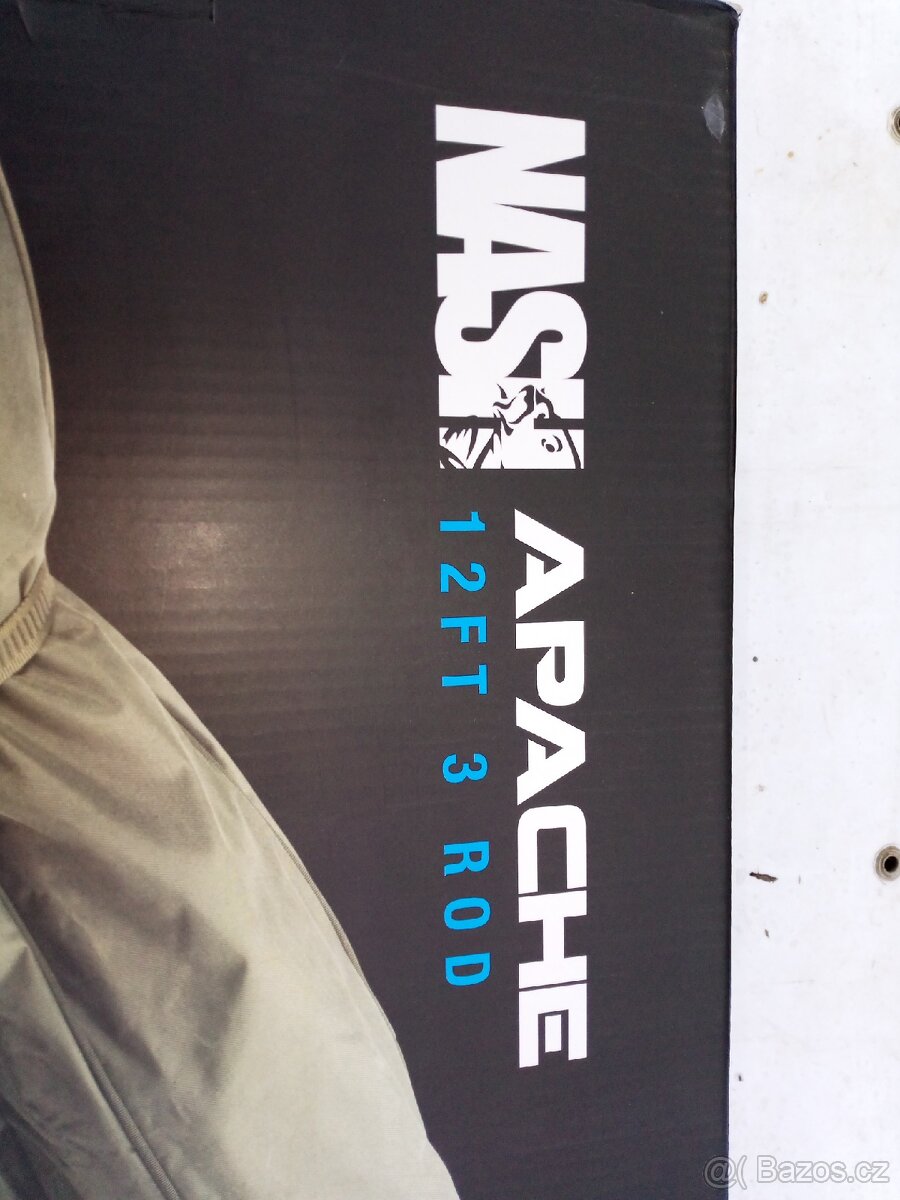 NASH
APACHE
12FT 3 ROD
@( Bazos.cz